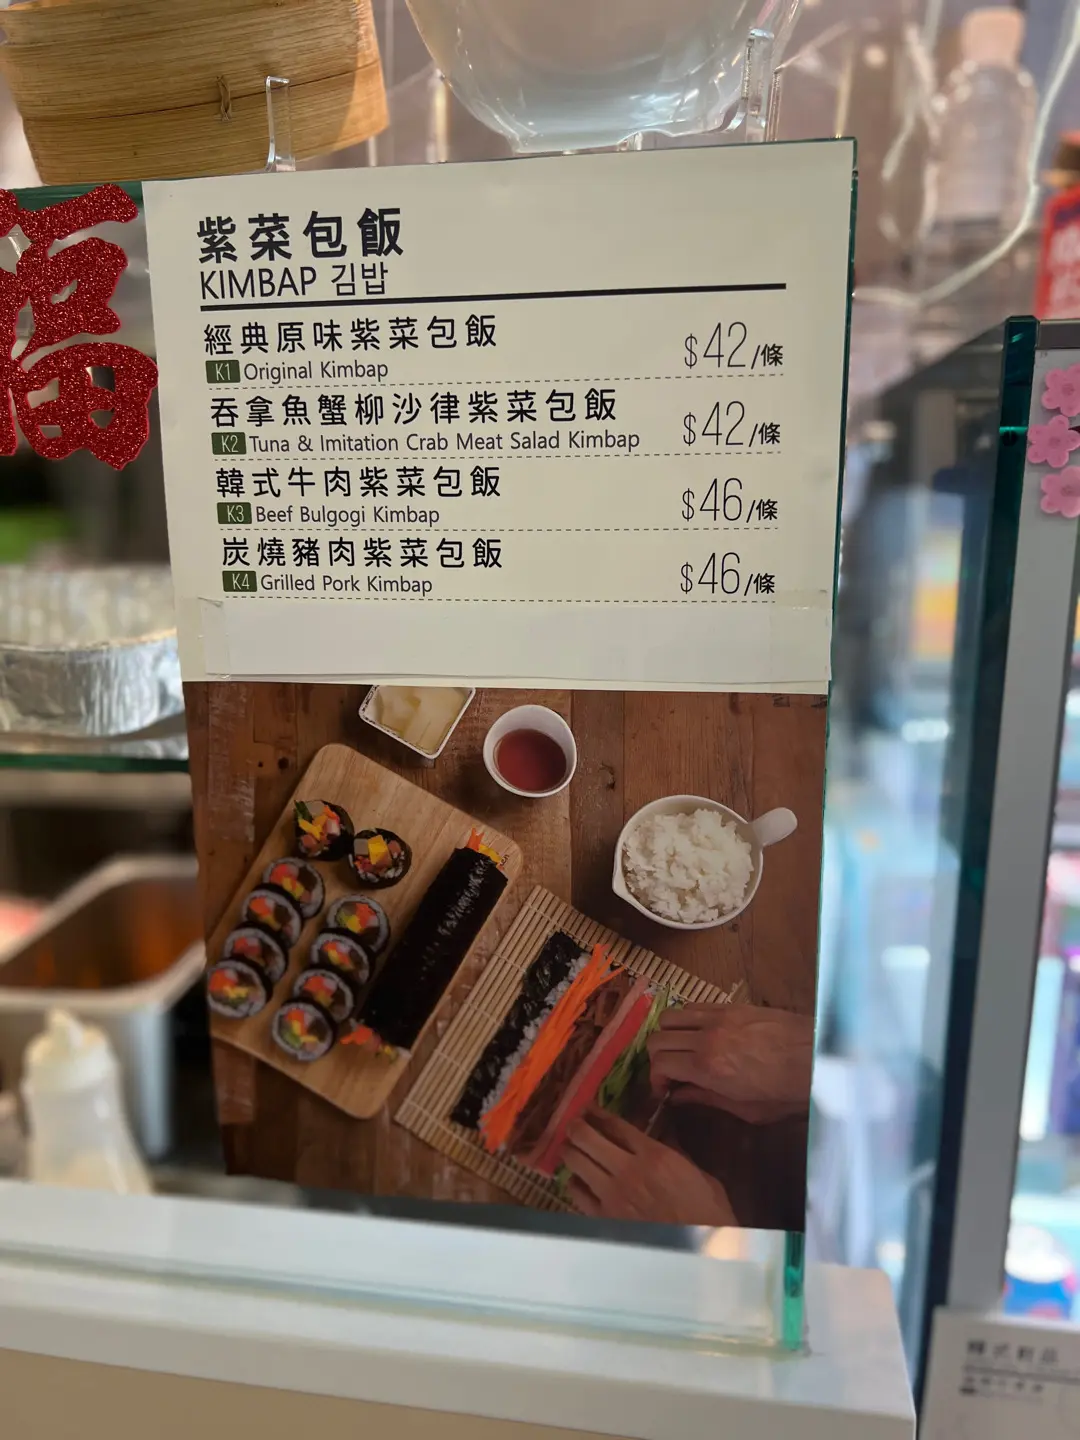 紫菜包飯
KIMBAP 김밥
經典原味紫菜包飯
K1 Original Kimbap
$42/條
吞拿魚蟹柳沙律紫菜包飯
K2 Tuna & Imitation Crab Meat Salad Kimbap
$42/條
韓式牛肉紫菜包飯
K3 Beef Bulgogi Kimbap
$46/條
炭燒豬肉紫菜包飯
K4 Grilled Pork Kimbap
$46/條
福